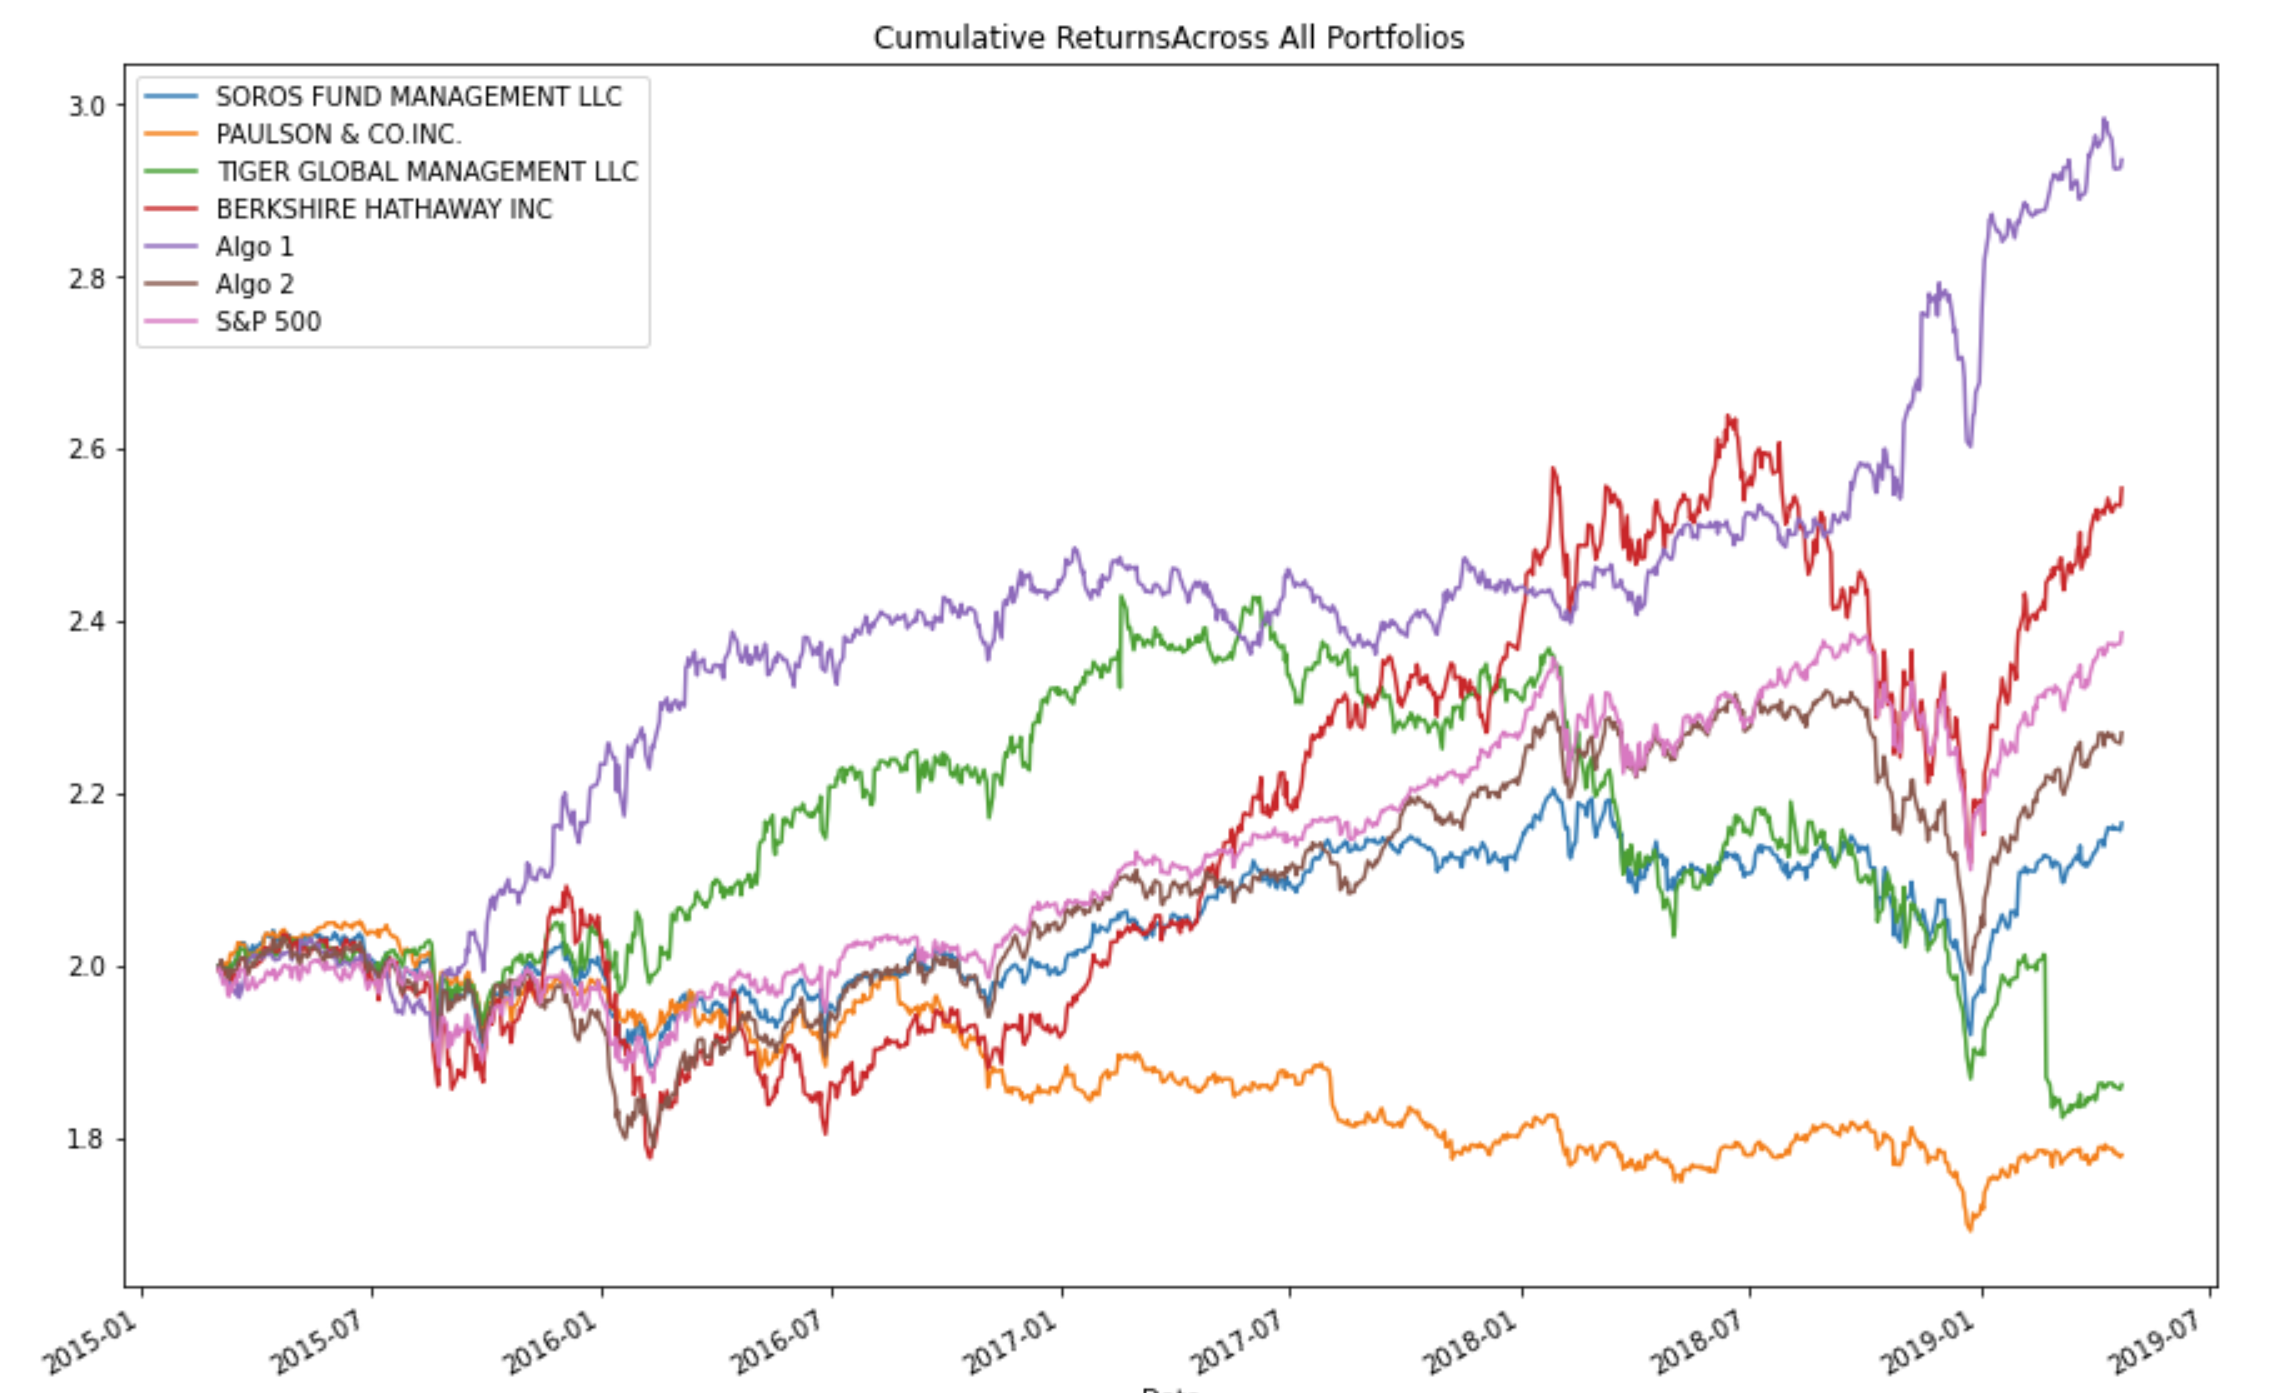 Cumulative ReturnsAcross All Portfolios
SOROS FUND MANAGEMENT LLC
PAULSON & CO.INC.
TIGER GLOBAL MANAGEMENT LLC
BERKSHIRE HATHAWAY INC
Algo 1
Algo 2
S&P 500
3.0
2.8
2.6
2.4
2.2
2.0
1.8
2015-01
2015-07
2016-01
2016-07
2017-01
2017-07
2018-01
2018-07
2019-01
2019-07